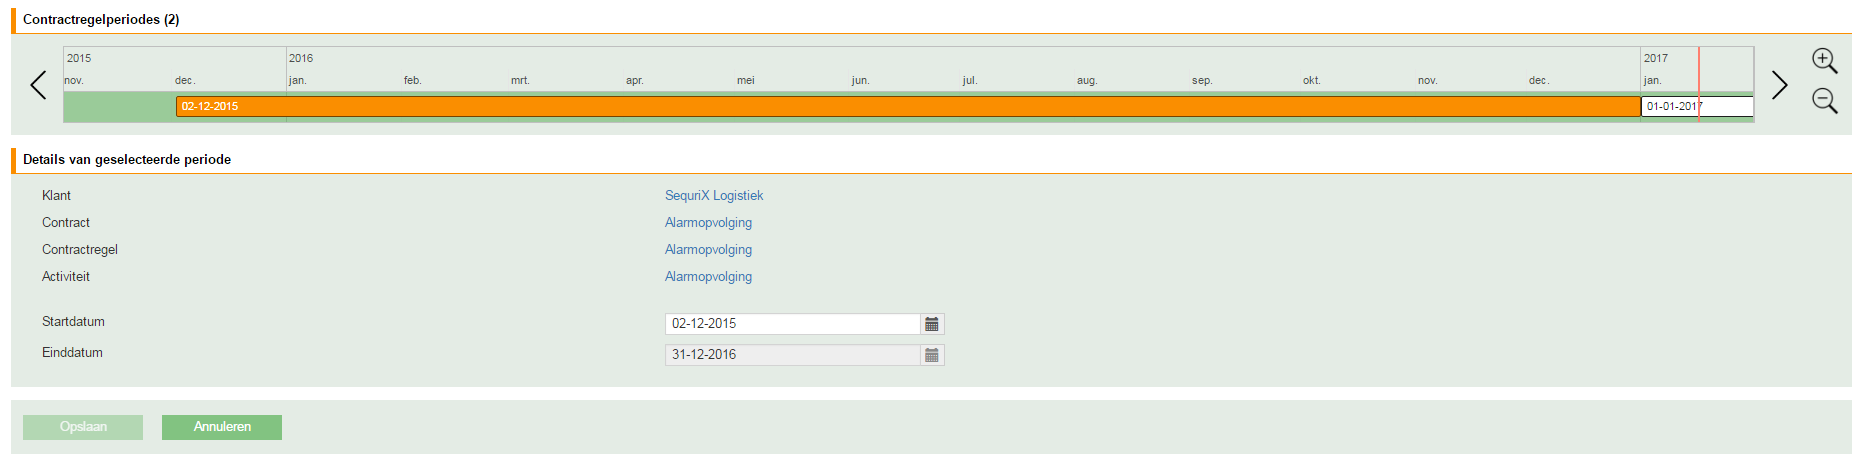 Contractregelperiodes (2)
2015 2016 2017
nov. dec. jan. feb. mrt. apr. mei jun. jul. aug. sep. okt. nov. dec. jan.
02-12-2015 01-01-2017
Details van geselecteerde periode
Klant SequriX Logistiek
Contract Alarmopvolging
Contractregel Alarmopvolging
Activiteit Alarmopvolging
Startdatum 02-12-2015
Einddatum 31-12-2016
Opslaan Annuleren